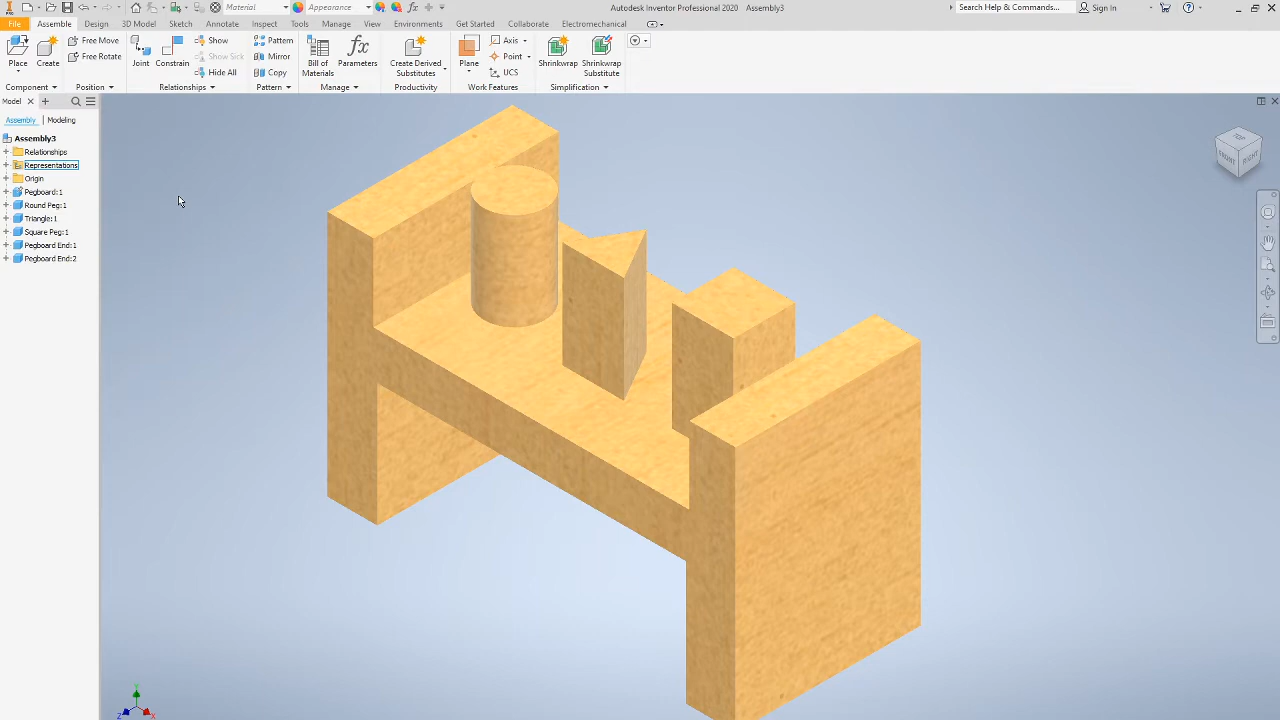 Material
Appearance
Autodesk Inventor Professional 2020 Assembly3
Search Help & Commands...
Sign In
File Assemble Design 3D Model Sketch Annotate Inspect Tools Manage View Environments Get Started Collaborate Electromechanical
Place
Create
Free Move
Free Rotate
Joint
Constrain
Show
Show Sick
Hide All
Pattern
Mirror
Copy
Bill of
Materials
Parameters
Create Derived
Substitutes
Plane
Axis
Point
UCS
Shrinkwrap
Shrinkwrap
Substitute
Component Position Relationships Pattern Manage Productivity Work Features Simplification
Model
Assembly Modeling
Assembly3
Relationships
Representations
Origin
Pegboard:1
Round Peg:1
Triangle:1
Square Peg:1
Pegboard End:1
Pegboard End:2
TOP
FRONT
RIGHT
Y
Z
X